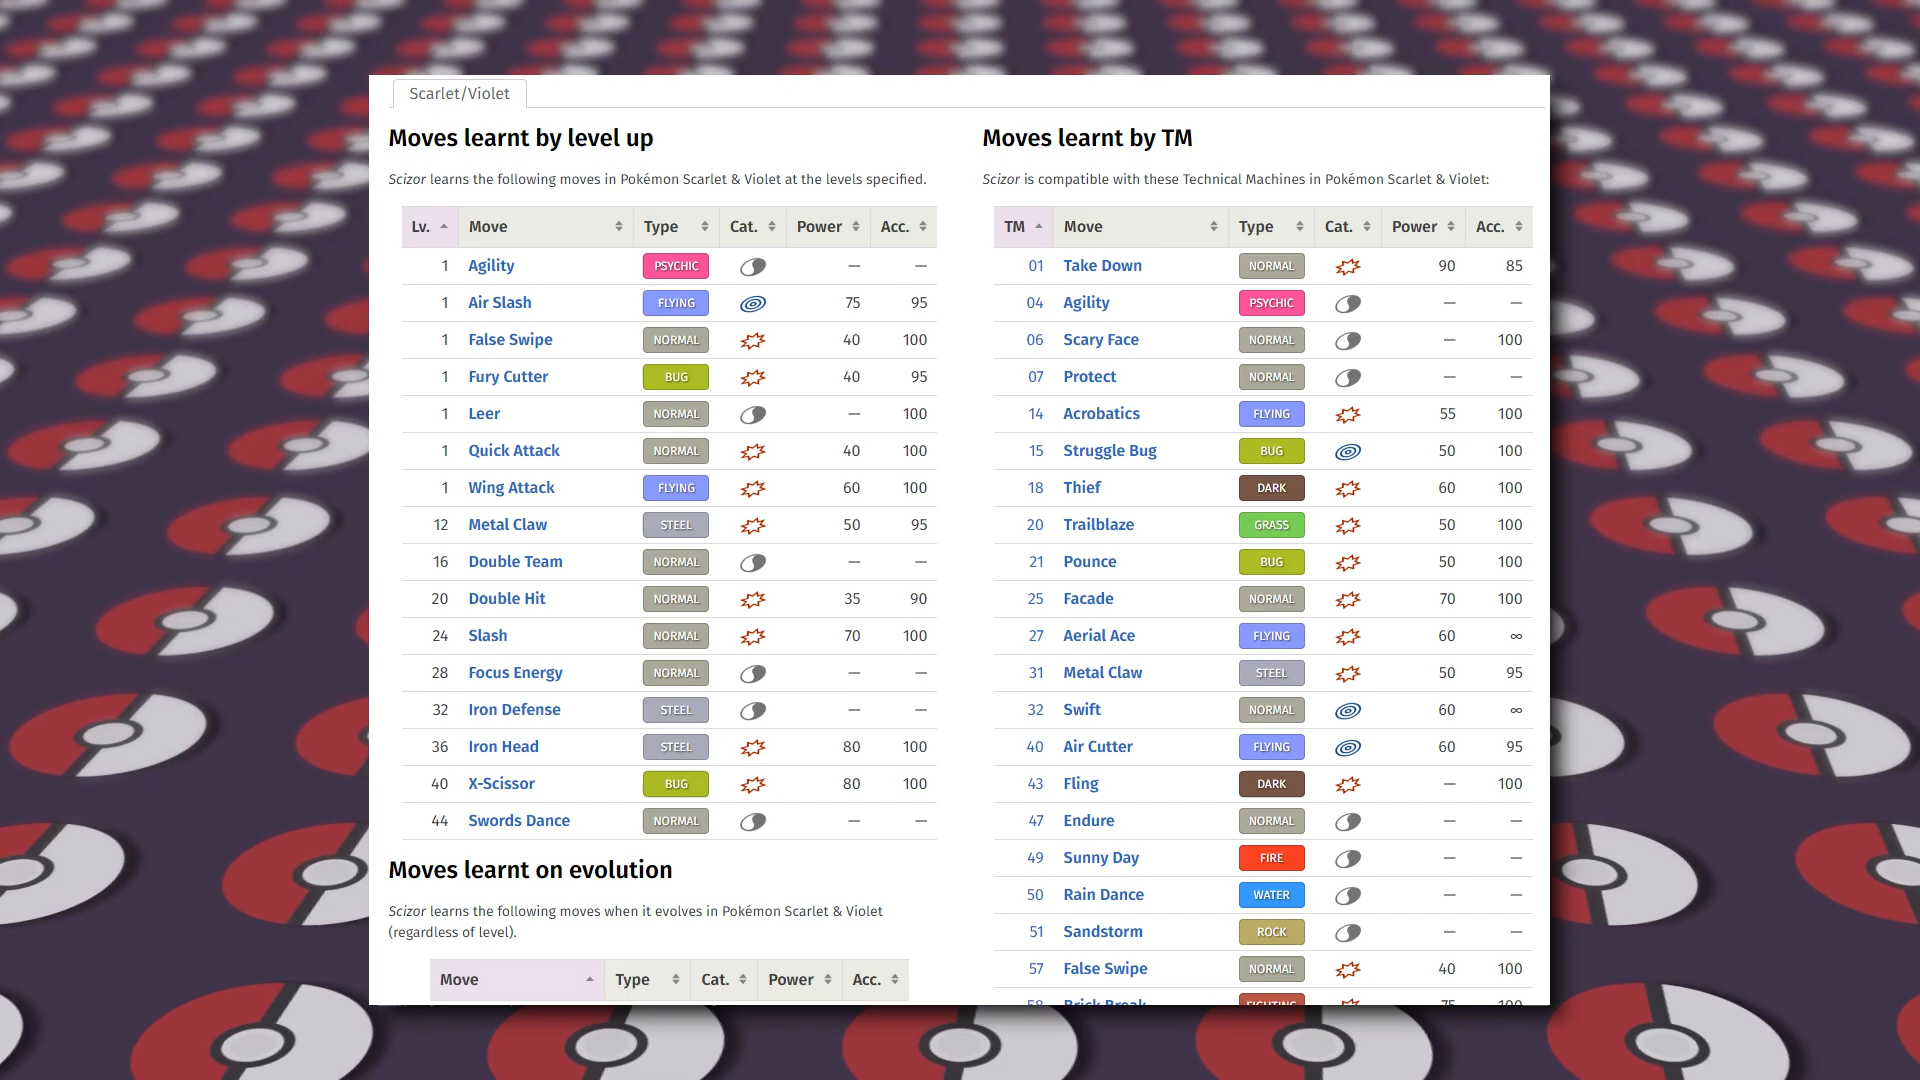 Scarlet/Violet
Moves learnt by level up
Scizor learns the following moves in Pokémon Scarlet & Violet at the levels specified.
Lv. Move Type Cat. Power Acc.
1 Agility PSYCHIC — —
1 Air Slash FLYING 75 95
1 False Swipe NORMAL 40 100
1 Fury Cutter BUG 40 95
1 Leer NORMAL — 100
1 Quick Attack NORMAL 40 100
1 Wing Attack FLYING 60 100
12 Metal Claw STEEL 50 95
16 Double Team NORMAL — —
20 Double Hit NORMAL 35 90
24 Slash NORMAL 70 100
28 Focus Energy NORMAL — —
32 Iron Defense STEEL — —
36 Iron Head STEEL 80 100
40 X-Scissor BUG 80 100
44 Swords Dance NORMAL — —
Moves learnt on evolution
Scizor learns the following moves when it evolves in Pokémon Scarlet & Violet
(regardless of level).
Move Type Cat. Power Acc.
Moves learnt by TM
Scizor is compatible with these Technical Machines in Pokémon Scarlet & Violet:
TM Move Type Cat. Power Acc.
01 Take Down NORMAL 90 85
04 Agility PSYCHIC — —
06 Scary Face NORMAL — 100
07 Protect NORMAL — —
14 Acrobatics FLYING 55 100
15 Struggle Bug BUG 50 100
18 Thief DARK 60 100
20 Trailblaze GRASS 50 100
21 Pounce BUG 50 100
25 Facade NORMAL 70 100
27 Aerial Ace FLYING 60 ∞
31 Metal Claw STEEL 50 95
32 Swift NORMAL 60 ∞
40 Air Cutter FLYING 60 95
43 Fling DARK — 100
47 Endure NORMAL — —
49 Sunny Day FIRE — —
50 Rain Dance WATER — —
51 Sandstorm ROCK — —
57 False Swipe NORMAL 40 100
58 Brick Break FIGHTING 75 100